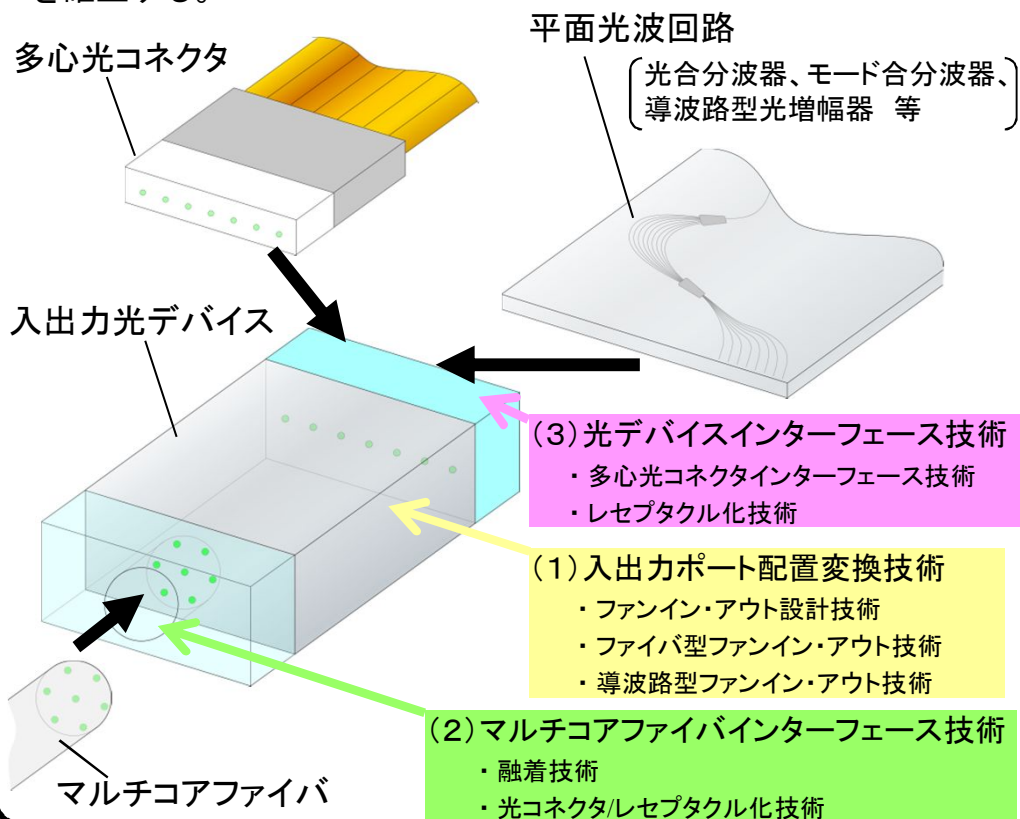 を確立する。
多心光コネクタ
平面光波回路
光合分波器、モード合分波器、
導波路型光増幅器 等
入出力光デバイス
(3)光デバイスインターフェース技術
・多心光コネクタインターフェース技術
・レセプタクル化技術
(1)入出力ポート配置変換技術
・ファンイン・アウト設計技術
・ファイバ型ファンイン・アウト技術
・導波路型ファンイン・アウト技術
(2)マルチコアファイバインターフェース技術
・融着技術
・光コネクタ/レセプタクル化技術
マルチコアファイバ